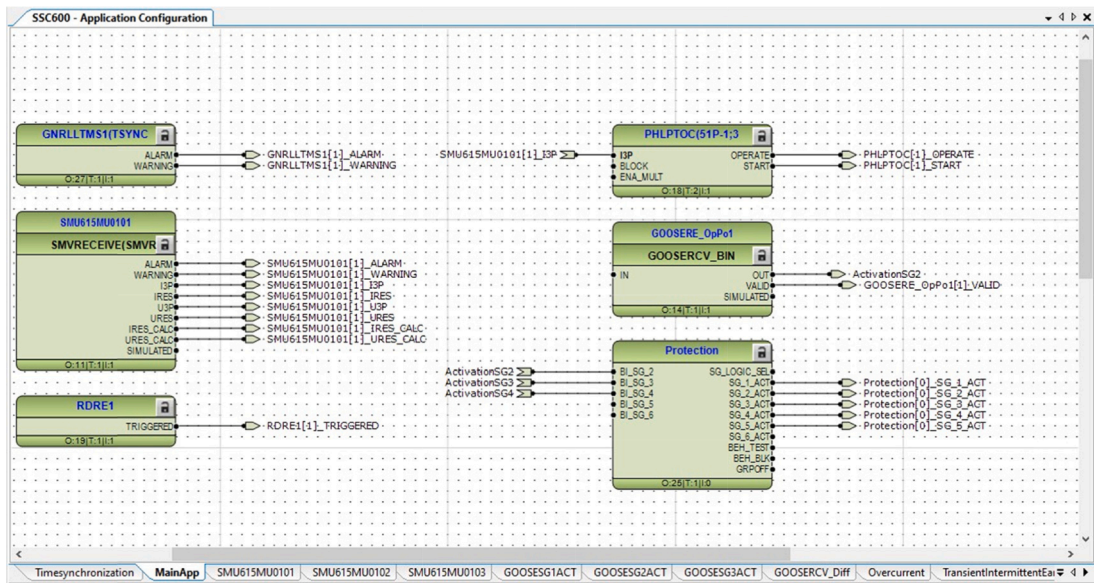 SSC600 - Application Configuration
GNRLLTMS1(TSYNC
ALARM
WARNING
O:27|T:1|I:1
GNRLLTMS1[1]_ALARM
GNRLLTMS1[1]_WARNING
SMU615MU0101[1]_I3P
PHLPTOC(51P-1;3
I3P
BLOCK
ENA_MULT
OPERATE
START
O:18|T:2|I:1
PHLPTOC[1]_OPERATE
PHLPTOC[1]_START
SMU615MU0101
SMVRECEIVE(SMVR
ALARM
WARNING
I3P
IRES
U3P
URES
IRES_CALC
URES_CALC
SIMULATED
O:11|T:1|I:1
SMU615MU0101[1]_ALARM
SMU615MU0101[1]_WARNING
SMU615MU0101[1]_I3P
SMU615MU0101[1]_IRES
SMU615MU0101[1]_U3P
SMU615MU0101[1]_URES
SMU615MU0101[1]_IRES_CALC
SMU615MU0101[1]_URES_CALC
GOOSERE_OpPo1
GOOSERCV_BIN
IN
OUT
VALID
SIMULATED
O:14|T:1|I:1
ActivationSG2
GOOSERE_OpPo1[1]_VALID
RDRE1
TRIGGERED
O:19|T:1|I:1
RDRE1[1]_TRIGGERED
ActivationSG2
ActivationSG3
ActivationSG4
Protection
BI_SG_2
BI_SG_3
BI_SG_4
BI_SG_5
BI_SG_6
SG_LOGIC_SEL
SG_1_ACT
SG_2_ACT
SG_3_ACT
SG_4_ACT
SG_5_ACT
SG_6_ACT
BEH_TEST
BEH_BLK
GRPOFF
O:25|T:1|I:0
Protection[0]_SG_1_ACT
Protection[0]_SG_2_ACT
Protection[0]_SG_3_ACT
Protection[0]_SG_4_ACT
Protection[0]_SG_5_ACT
Timesynchronization MainApp SMU615MU0101 SMU615MU0102 SMU615MU0103 GOOSESG1ACT GOOSESG2ACT GOOSESG3ACT GOOSERCV_Diff Overcurrent TransientIntermittentEar